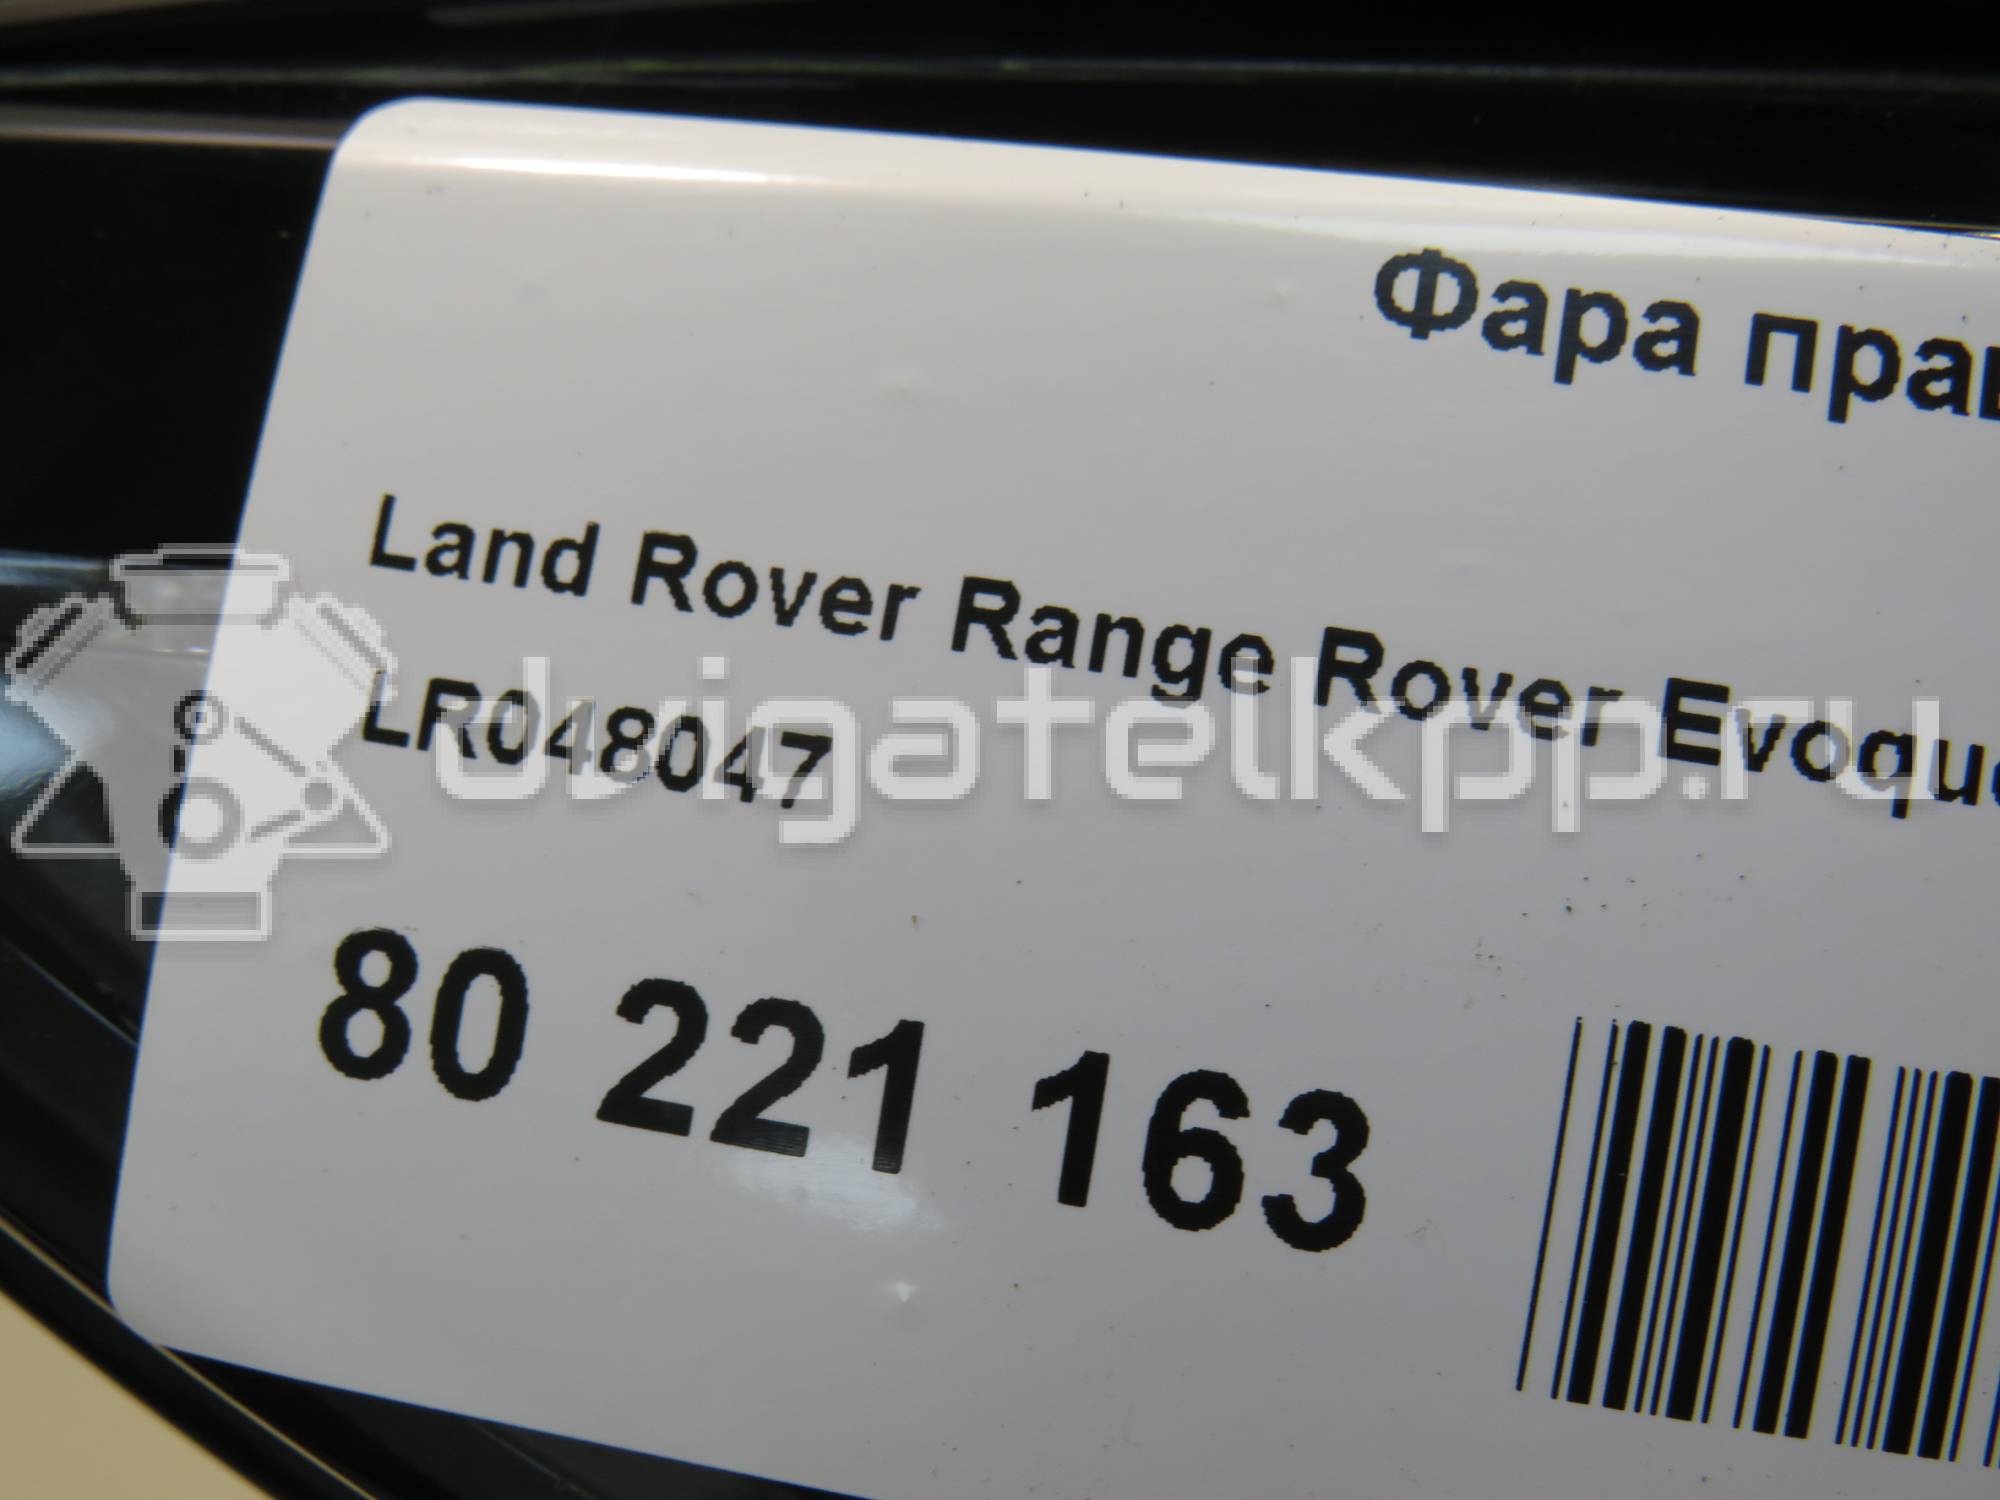 Фара прав
Land Rover Range Rover Evoque
LR048047
dvigatelkpp.ru
80 221 163